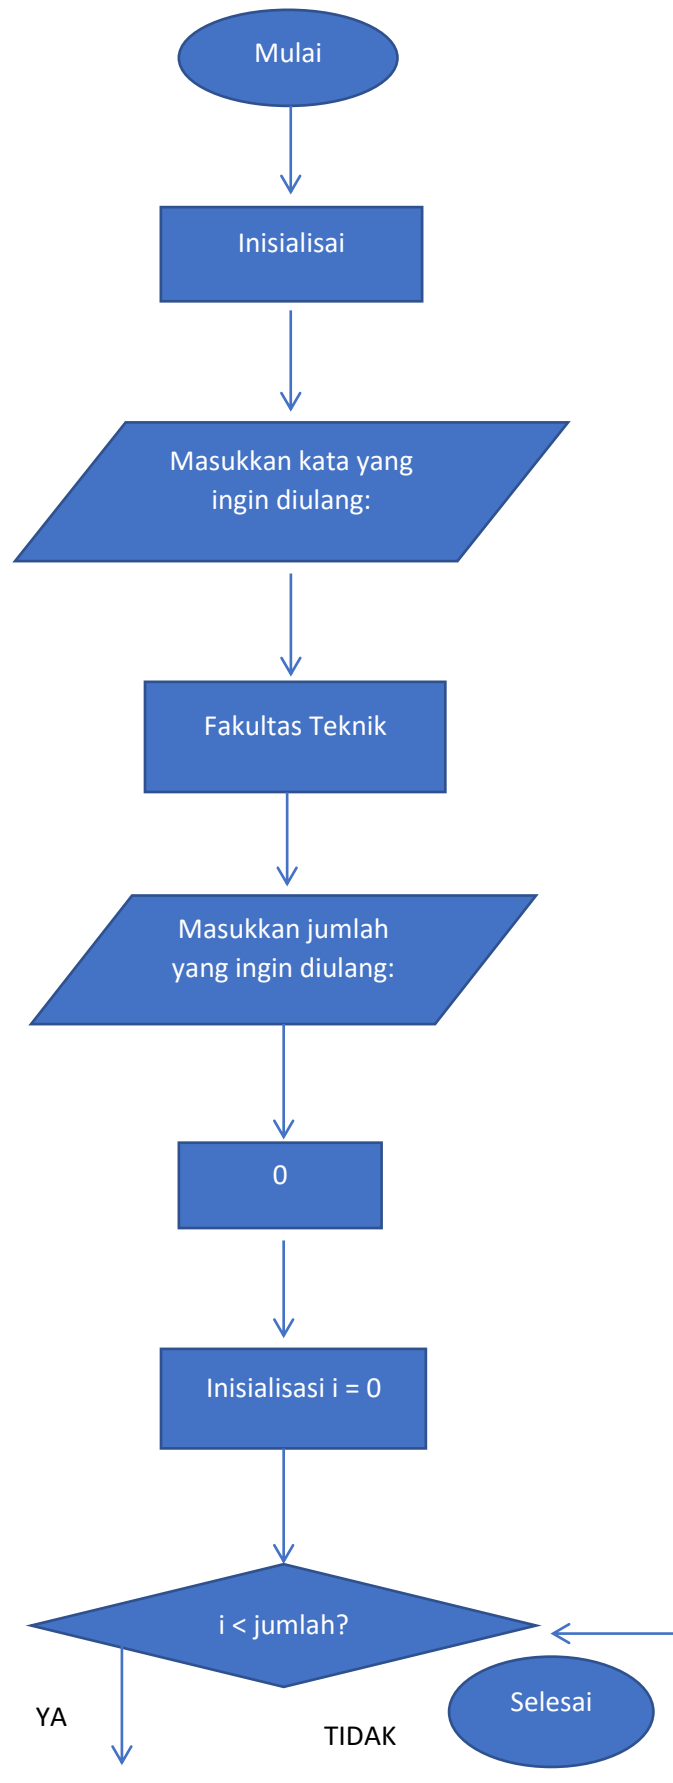 Mulai
Inisialisai
Masukkan kata yang
ingin diulang:
Fakultas Teknik
Masukkan jumlah
yang ingin diulang:
0
Inisialisasi i = 0
i < jumlah?
Selesai
YA
TIDAK